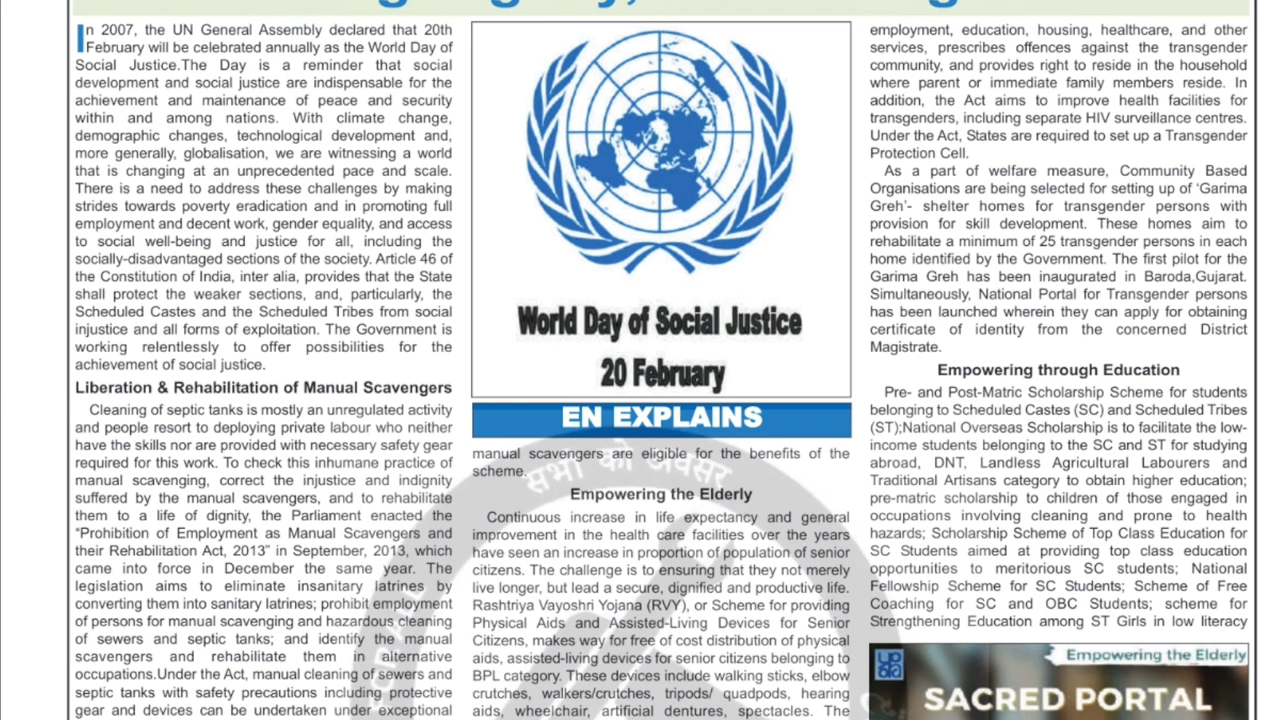 In 2007, the UN General Assembly declared that 20th
February will be celebrated annually as the World Day of
Social Justice.The Day is a reminder that social
development and social justice are indispensable for the
achievement and maintenance of peace and security
within and among nations. With climate change,
demographic changes, technological development and,
more generally, globalisation, we are witnessing a world
that is changing at an unprecedented pace and scale.
There is a need to address these challenges by making
strides towards poverty eradication and in promoting full
employment and decent work, gender equality, and access
to social well-being and justice for all, including the
socially-disadvantaged sections of the society. Article 46 of
the Constitution of India, inter alia, provides that the State
shall protect the weaker sections, and, particularly, the
Scheduled Castes and the Scheduled Tribes from social
injustice and all forms of exploitation. The Government is
working relentlessly to offer possibilities for the
achievement of social justice.
Liberation & Rehabilitation of Manual Scavengers
Cleaning of septic tanks is mostly an unregulated activity
and people resort to deploying private labour who neither
have the skills nor are provided with necessary safety gear
required for this work. To check this inhumane practice of
manual scavenging, correct the injustice and indignity
suffered by the manual scavengers, and to rehabilitate
them to a life of dignity, the Parliament enacted the
“Prohibition of Employment as Manual Scavengers and
their Rehabilitation Act, 2013” in September, 2013, which
came into force in December the same year. The
legislation aims to eliminate insanitary latrines by
converting them into sanitary latrines; prohibit employment
of persons for manual scavenging and hazardous cleaning
of sewers and septic tanks; and identify the manual
scavengers and rehabilitate them in alternative
occupations.Under the Act, manual cleaning of sewers and
septic tanks with safety precautions including protective
gear and devices can be undertaken under exceptional
World Day of Social Justice
20 February
EN EXPLAINS
manual scavengers are eligible for the benefits of the
scheme.
Empowering the Elderly
Continuous increase in life expectancy and general
improvement in the health care facilities over the years
have seen an increase in proportion of population of senior
citizens. The challenge is to ensuring that they not merely
live longer, but lead a secure, dignified and productive life.
Rashtriya Vayoshri Yojana (RVY), or Scheme for providing
Physical Aids and Assisted-Living Devices for Senior
Citizens, makes way for free of cost distribution of physical
aids, assisted-living devices for senior citizens belonging to
BPL category. These devices include walking sticks, elbow
crutches, walkers/crutches, tripods/ quadpods, hearing
aids, wheelchair, artificial dentures, spectacles. The
employment, education, housing, healthcare, and other
services, prescribes offences against the transgender
community, and provides right to reside in the household
where parent or immediate family members reside. In
addition, the Act aims to improve health facilities for
transgenders, including separate HIV surveillance centres.
Under the Act, States are required to set up a Transgender
Protection Cell.
As a part of welfare measure, Community Based
Organisations are being selected for setting up of ‘Garima
Greh’- shelter homes for transgender persons with
provision for skill development. These homes aim to
rehabilitate a minimum of 25 transgender persons in each
home identified by the Government. The first pilot for the
Garima Greh has been inaugurated in Baroda,Gujarat.
Simultaneously, National Portal for Transgender persons
has been launched wherein they can apply for obtaining
certificate of identity from the concerned District
Magistrate.
Empowering through Education
Pre- and Post-Matric Scholarship Scheme for students
belonging to Scheduled Castes (SC) and Scheduled Tribes
(ST);National Overseas Scholarship is to facilitate the low-
income students belonging to the SC and ST for studying
abroad, DNT, Landless Agricultural Labourers and
Traditional Artisans category to obtain higher education;
pre-matric scholarship to children of those engaged in
occupations involving cleaning and prone to health
hazards; Scholarship Scheme of Top Class Education for
SC Students aimed at providing top class education
opportunities to meritorious SC students; National
Fellowship Scheme for SC Students; Scheme of Free
Coaching for SC and OBC Students; scheme for
Strengthening Education among ST Girls in low literacy
Empowering the Elderly
SACRED PORTAL
सभी को अवसर